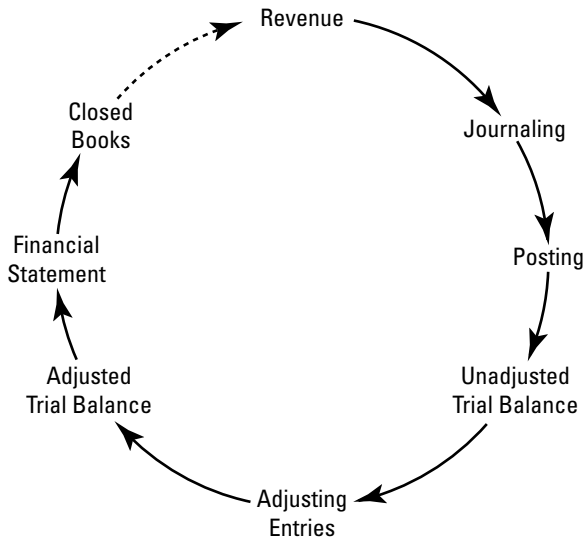 Revenue
Journaling
Posting
Unadjusted
Trial Balance
Adjusting
Entries
Adjusted
Trial Balance
Financial
Statement
Closed
Books